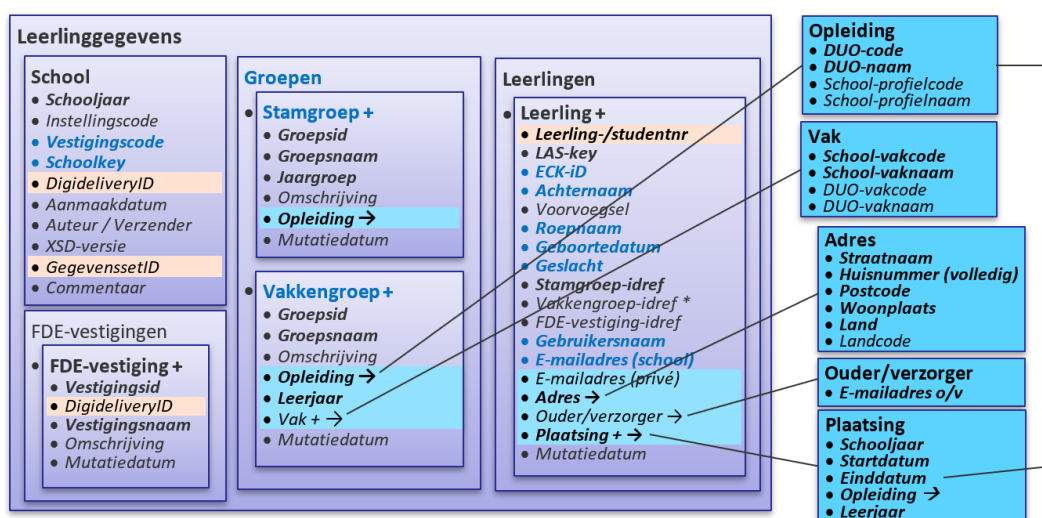 Leerlinggegevens
School
• Schooljaar
• Instellingscode
• Vestigingscode
• Schoolkey
• DigideliveryID
• Aanmaakdatum
• Auteur / Verzender
• XSD-versie
• GegevenssetID
• Commentaar
FDE-vestigingen
• FDE-vestiging +
• Vestigingsid
• DigideliveryID
• Vestigingsnaam
• Omschrijving
• Mutatiedatum
Groepen
• Stamgroep +
• Groepsid
• Groepsnaam
• Jaargroep
• Omschrijving
• Opleiding →
• Mutatiedatum
• Vakkengroep +
• Groepsid
• Groepsnaam
• Omschrijving
• Opleiding →
• Leerjaar
• Vak + →
• Mutatiedatum
Leerlingen
• Leerling +
• Leerling-/studentnr
• LAS-key
• ECK-iD
• Achternaam
• Voorvoegsel
• Roepnaam
• Geboortedatum
• Geslacht
• Stamgroep-idref
• Vakkengroep-idref *
• FDE-vestiging-idref
• Gebruikersnaam
• E-mailadres (school)
• E-mailadres (privé)
• Adres →
• Ouder/verzorger →
• Plaatsing + →
• Mutatiedatum
Opleiding
• DUO-code
• DUO-naam
• School-profielcode
• School-profielnaam
Vak
• School-vakcode
• School-vaknaam
• DUO-vakcode
• DUO-vaknaam
Adres
• Straatnaam
• Huisnummer (volledig)
• Postcode
• Woonplaats
• Land
• Landcode
Ouder/verzorger
• E-mailadres o/v
Plaatsing
• Schooljaar
• Startdatum
• Einddatum
• Opleiding →
• Leerjaar